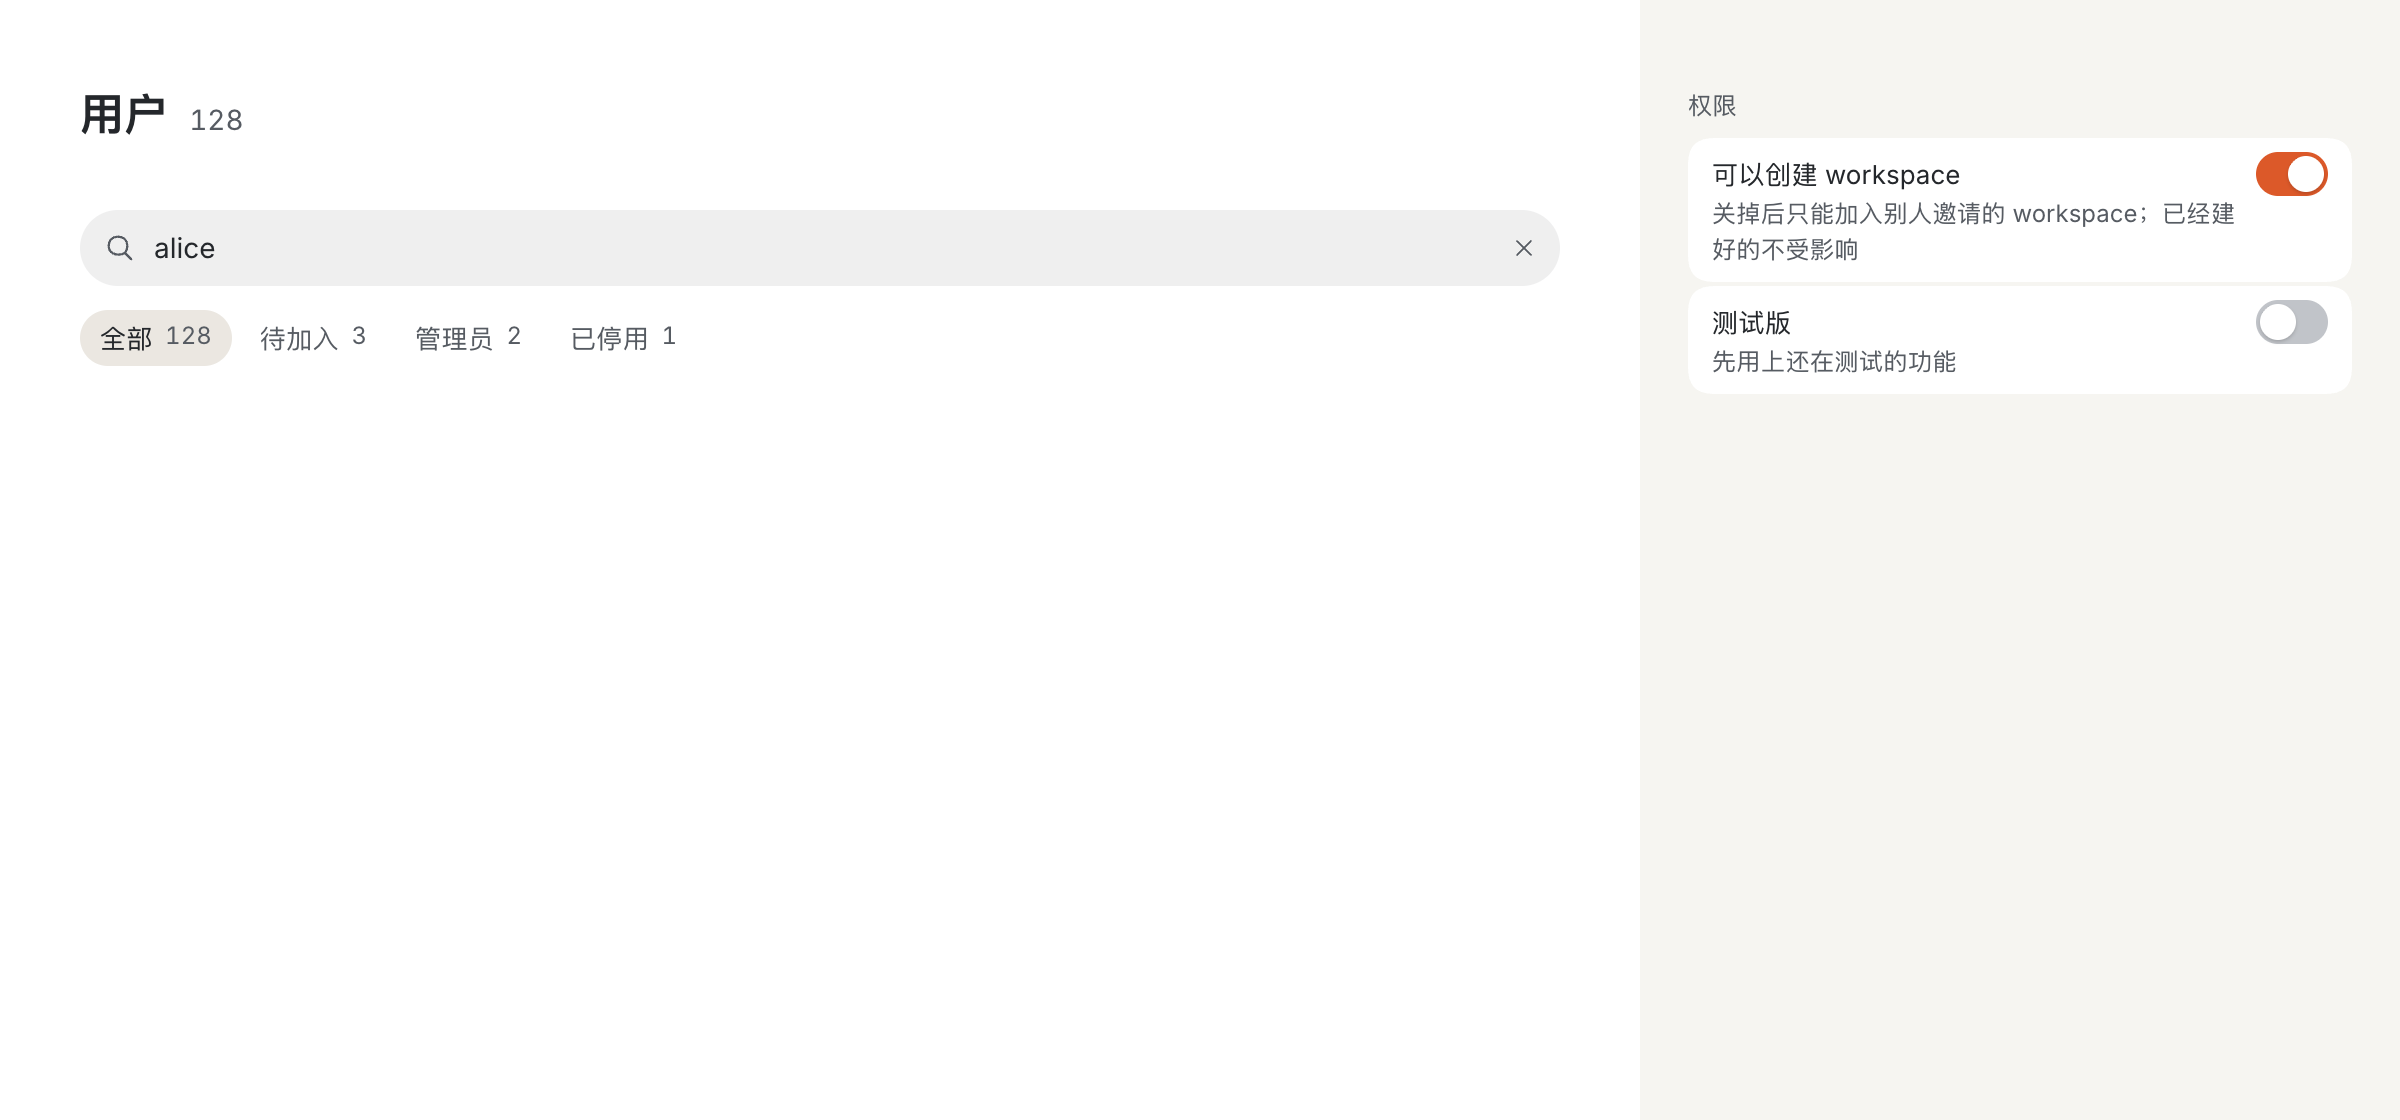 用户 128
alice
全部 128 待加入 3 管理员 2 已停用 1
权限
可以创建 workspace
关掉后只能加入别人邀请的 workspace；已经建
好的不受影响
测试版
先用上还在测试的功能